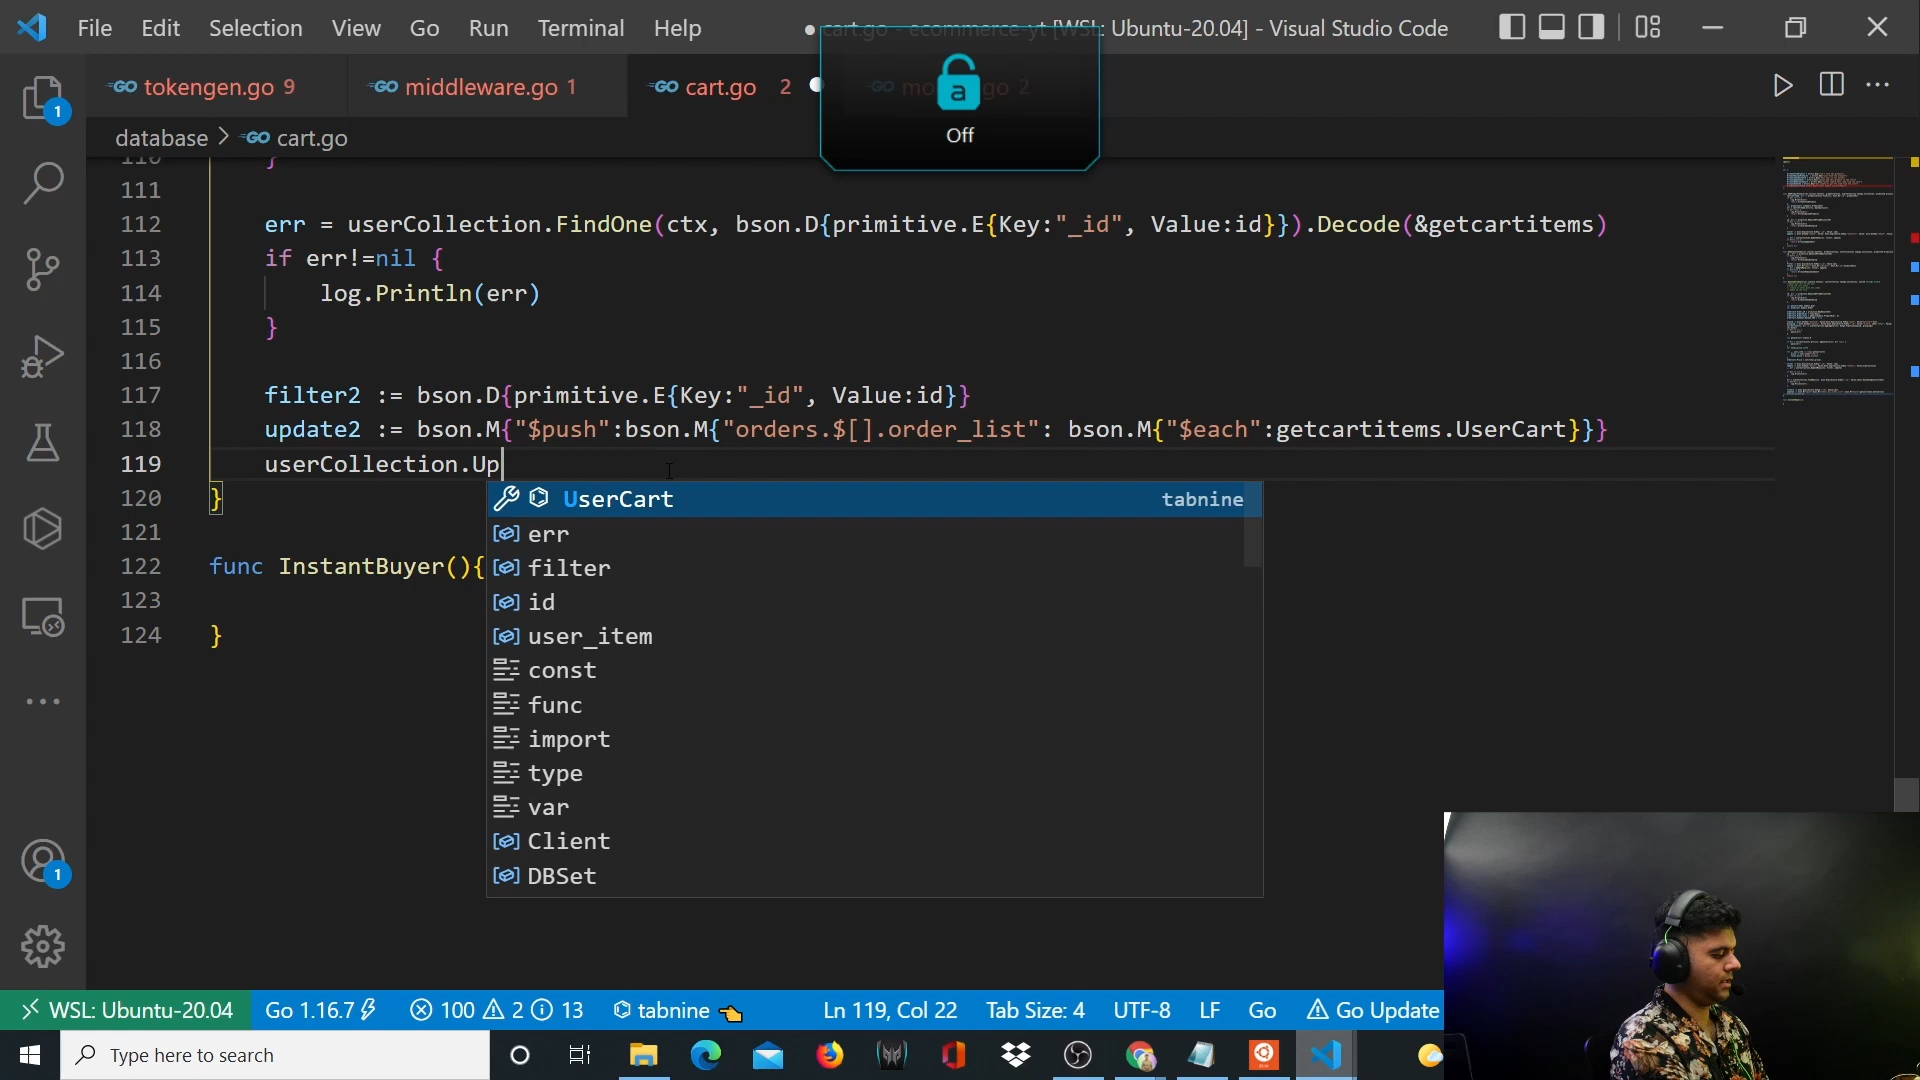 File Edit Selection View Go Run Terminal Help
cart.go - ecommerce-yt [WSL: Ubuntu-20.04] - Visual Studio Code
tokengen.go 9
middleware.go 1
cart.go 2
2
a
Off
database > cart.go
110 }
111
112 err = userCollection.FindOne(ctx, bson.D{primitive.E{Key:"_id", Value:id}}).Decode(&getcartitems)
113 if err!=nil {
114 log.Println(err)
115 }
116
117 filter2 := bson.D{primitive.E{Key:"_id", Value:id}}
118 update2 := bson.M{"$push":bson.M{"orders.$[].order_list": bson.M{"$each":getcartitems.UserCart}}}
119 userCollection.Up
120 }
121
122 func InstantBuyer(){
123
124 }
UserCart tabnine
err
filter
id
user_item
const
func
import
type
var
Client
DBSet
1
1
WSL: Ubuntu-20.04 Go 1.16.7 100 2 13 tabnine Ln 119, Col 22 Tab Size: 4 UTF-8 LF Go Go Update
Type here to search